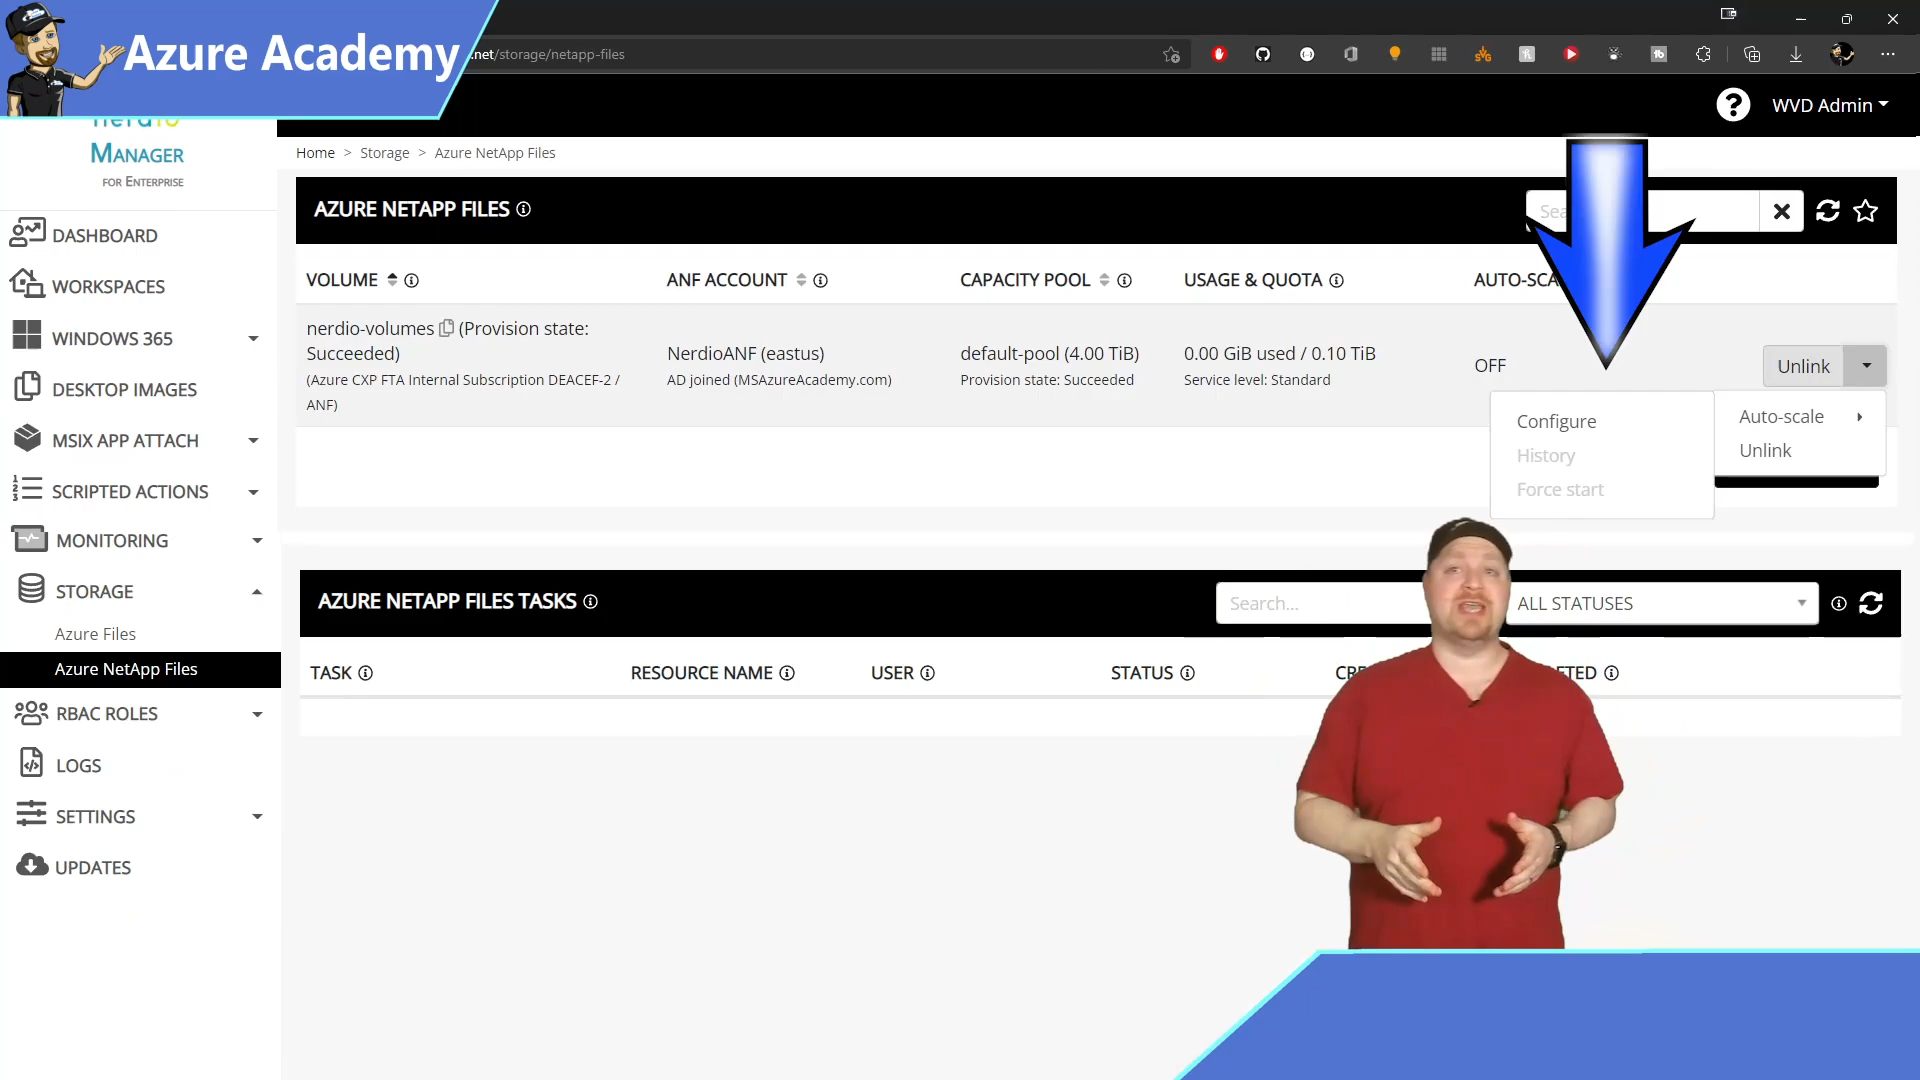 Azure Academy
.net/storage/netapp-files
WVD Admin
MANAGER
FOR ENTERPRISE
Home > Storage > Azure NetApp Files
AZURE NETAPP FILES
VOLUME
ANF ACCOUNT
CAPACITY POOL
USAGE & QUOTA
AUTO-SCA
nerdio-volumes (Provision state:
Succeeded)
(Azure CXP FTA Internal Subscription DEACEF-2 /
ANF)
NerdioANF (eastus)
AD joined (MSAzureAcademy.com)
default-pool (4.00 TiB)
Provision state: Succeeded
0.00 GiB used / 0.10 TiB
Service level: Standard
OFF
Unlink
Auto-scale
Unlink
Configure
History
Force start
DASHBOARD
WORKSPACES
WINDOWS 365
DESKTOP IMAGES
MSIX APP ATTACH
SCRIPTED ACTIONS
MONITORING
STORAGE
Azure Files
Azure NetApp Files
RBAC ROLES
LOGS
SETTINGS
UPDATES
AZURE NETAPP FILES TASKS
Search...
ALL STATUSES
TASK
RESOURCE NAME
USER
STATUS